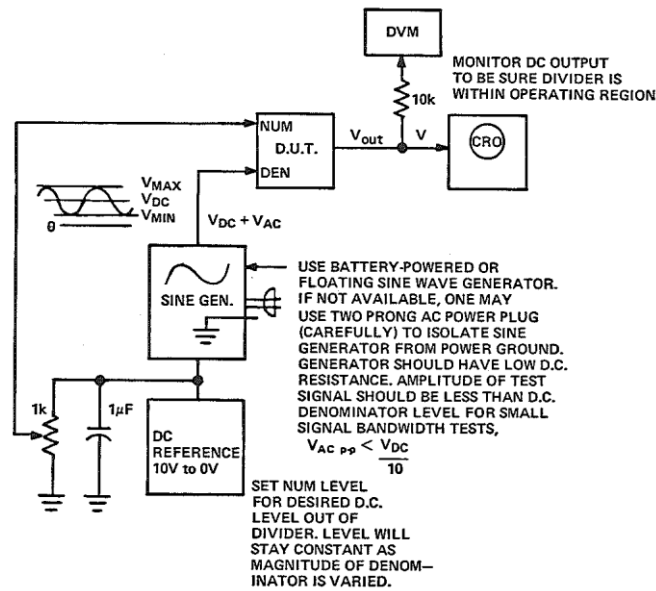 DVM
MONITOR DC OUTPUT
TO BE SURE DIVIDER IS
WITHIN OPERATING REGION
10k
NUM
D.U.T.
DEN
Vout
V
CRO
VMAX
VDC
VMIN
θ
VDC + VAC
SINE GEN.
USE BATTERY-POWERED OR
FLOATING SINE WAVE GENERATOR.
IF NOT AVAILABLE, ONE MAY
USE TWO PRONG AC POWER PLUG
(CAREFULLY) TO ISOLATE SINE
GENERATOR FROM POWER GROUND.
GENERATOR SHOULD HAVE LOW D.C.
RESISTANCE. AMPLITUDE OF TEST
SIGNAL SHOULD BE LESS THAN D.C.
DENOMINATOR LEVEL FOR SMALL
SIGNAL BANDWIDTH TESTS,
VAC p-p < VDC
10
1k
1μF
DC
REFERENCE
10V to 0V
SET NUM LEVEL
FOR DESIRED D.C.
LEVEL OUT OF
DIVIDER. LEVEL WILL
STAY CONSTANT AS
MAGNITUDE OF DENOM–
INATOR IS VARIED.